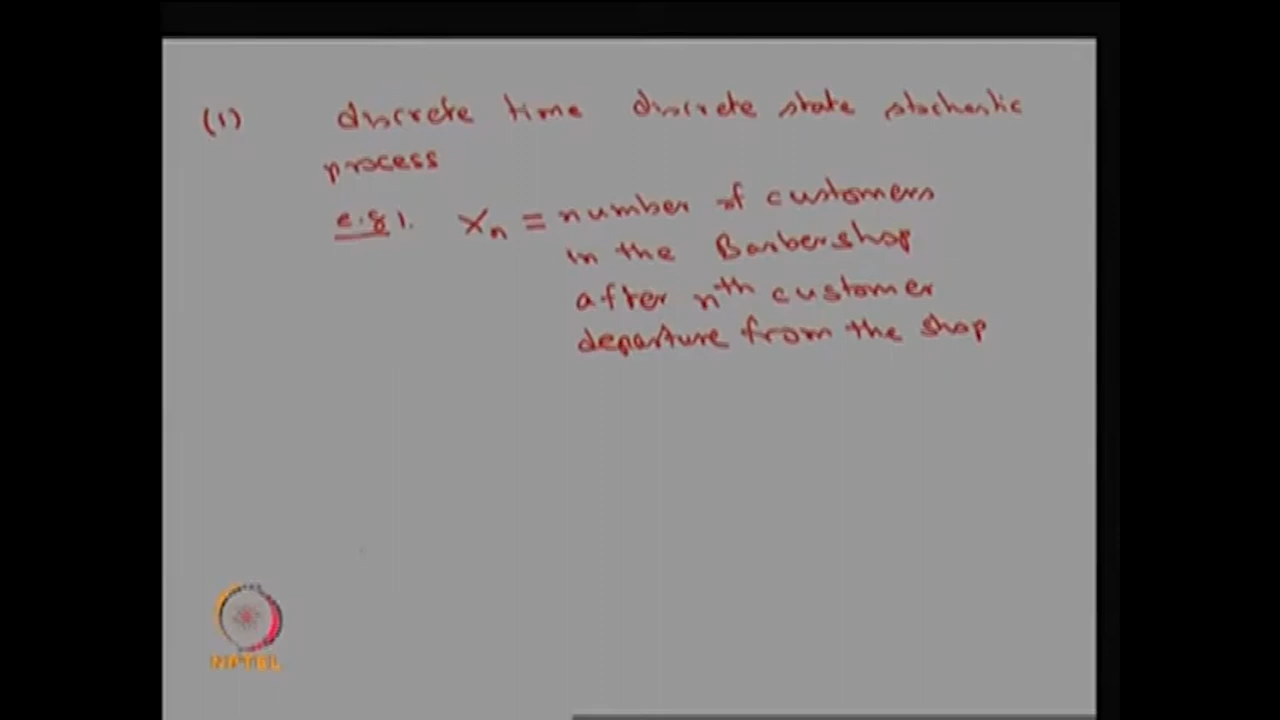 (1) discrete time discrete state stochastic
process
e.g 1. Xn = number of customers
in the Barbershop
after nth customer
departure from the shop
NPTEL